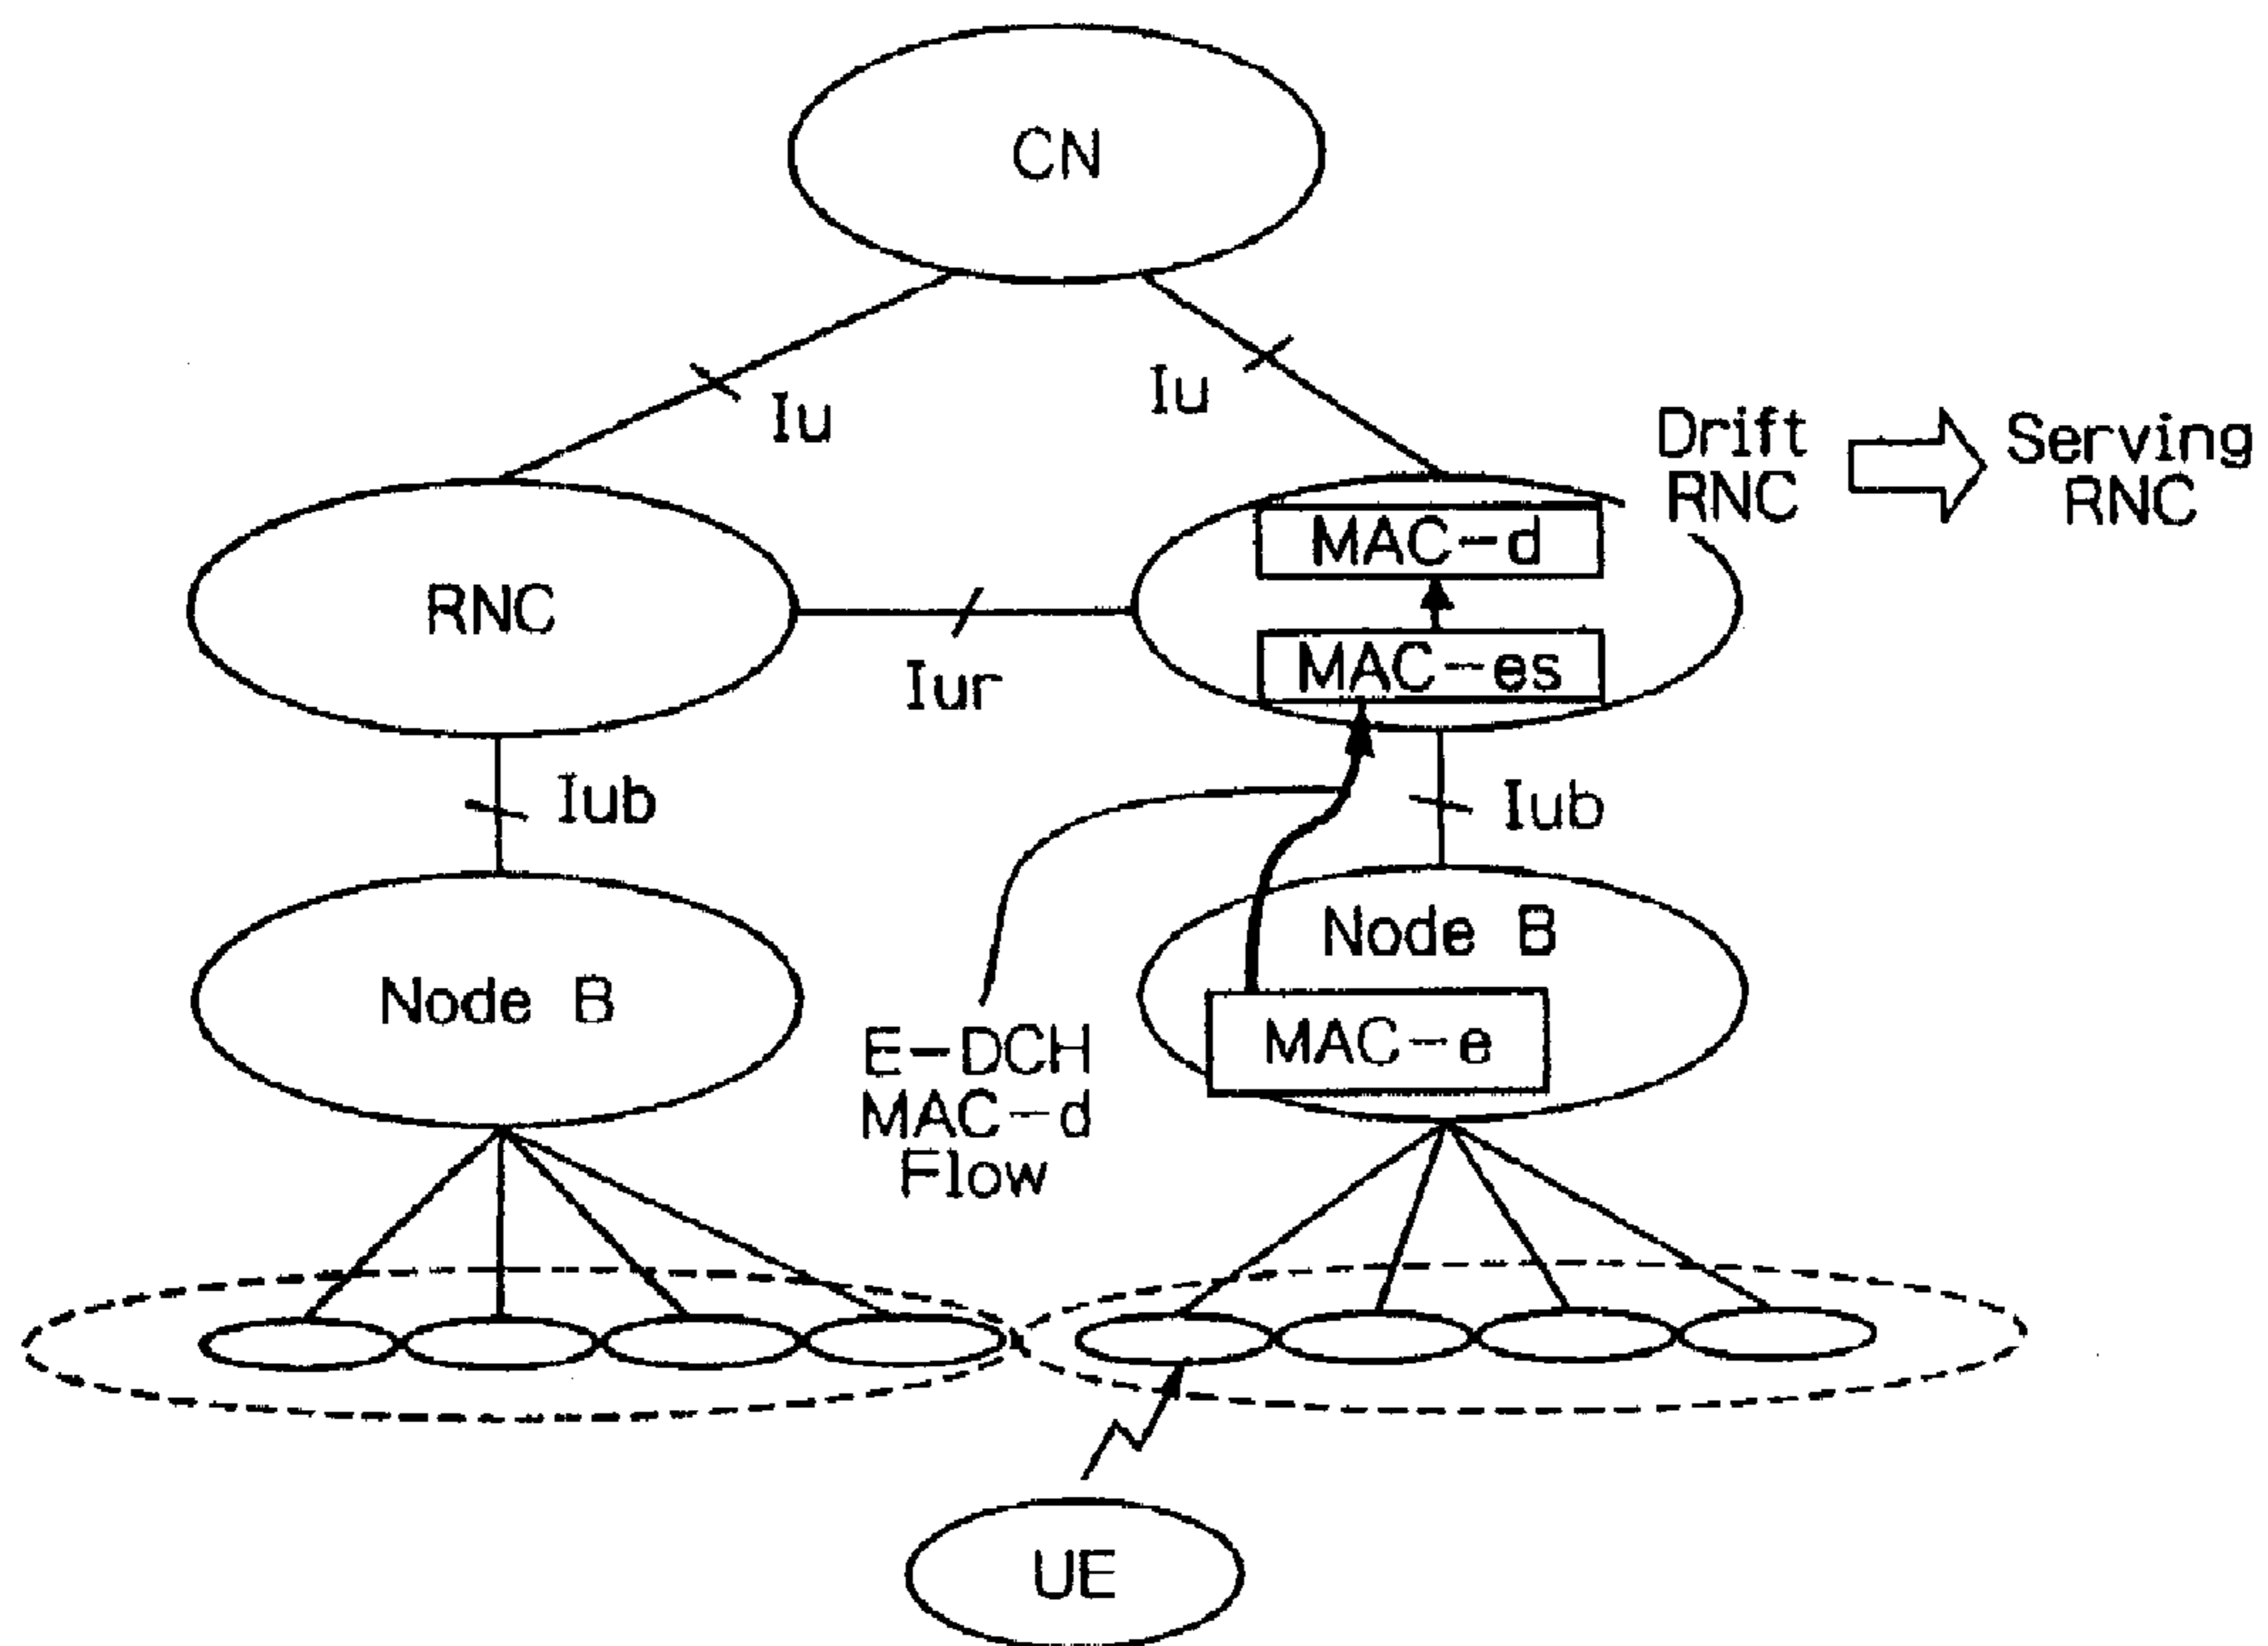 CN
Iu
Iu
Drift
RNC
Serving
RNC
MAC-d
RNC
MAC-es
Iur
Iub
Iub
Node B
Node B
E-DCH
MAC-d
Flow
MAC-e
UE